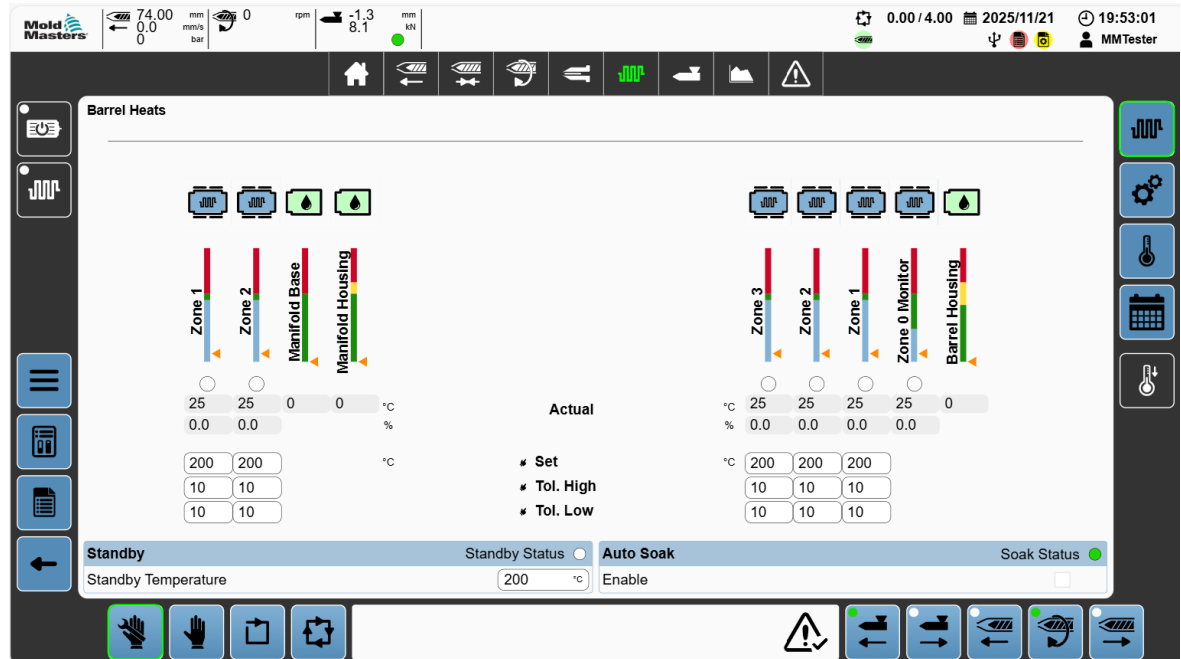 Mold
Masters
74.00 mm
0.0 mm/s
0 bar
0 rpm
-1.3 mm
8.1 kN
0.00 / 4.00
2025/11/21
19:53:01
MMTester
Barrel Heats
Zone 1
Zone 2
Manifold Base
Manifold Housing
Zone 3
Zone 2
Zone 1
Zone 0 Monitor
Barrel Housing
25 25 0 0 °C Actual °C 25 25 25 25 0
0.0 0.0 % % 0.0 0.0 0.0 0.0
200 200 °C Set °C 200 200 200
10 10 Tol. High 10 10 10
10 10 Tol. Low 10 10 10
Standby Standby Status Auto Soak Soak Status
Standby Temperature 200 °C Enable